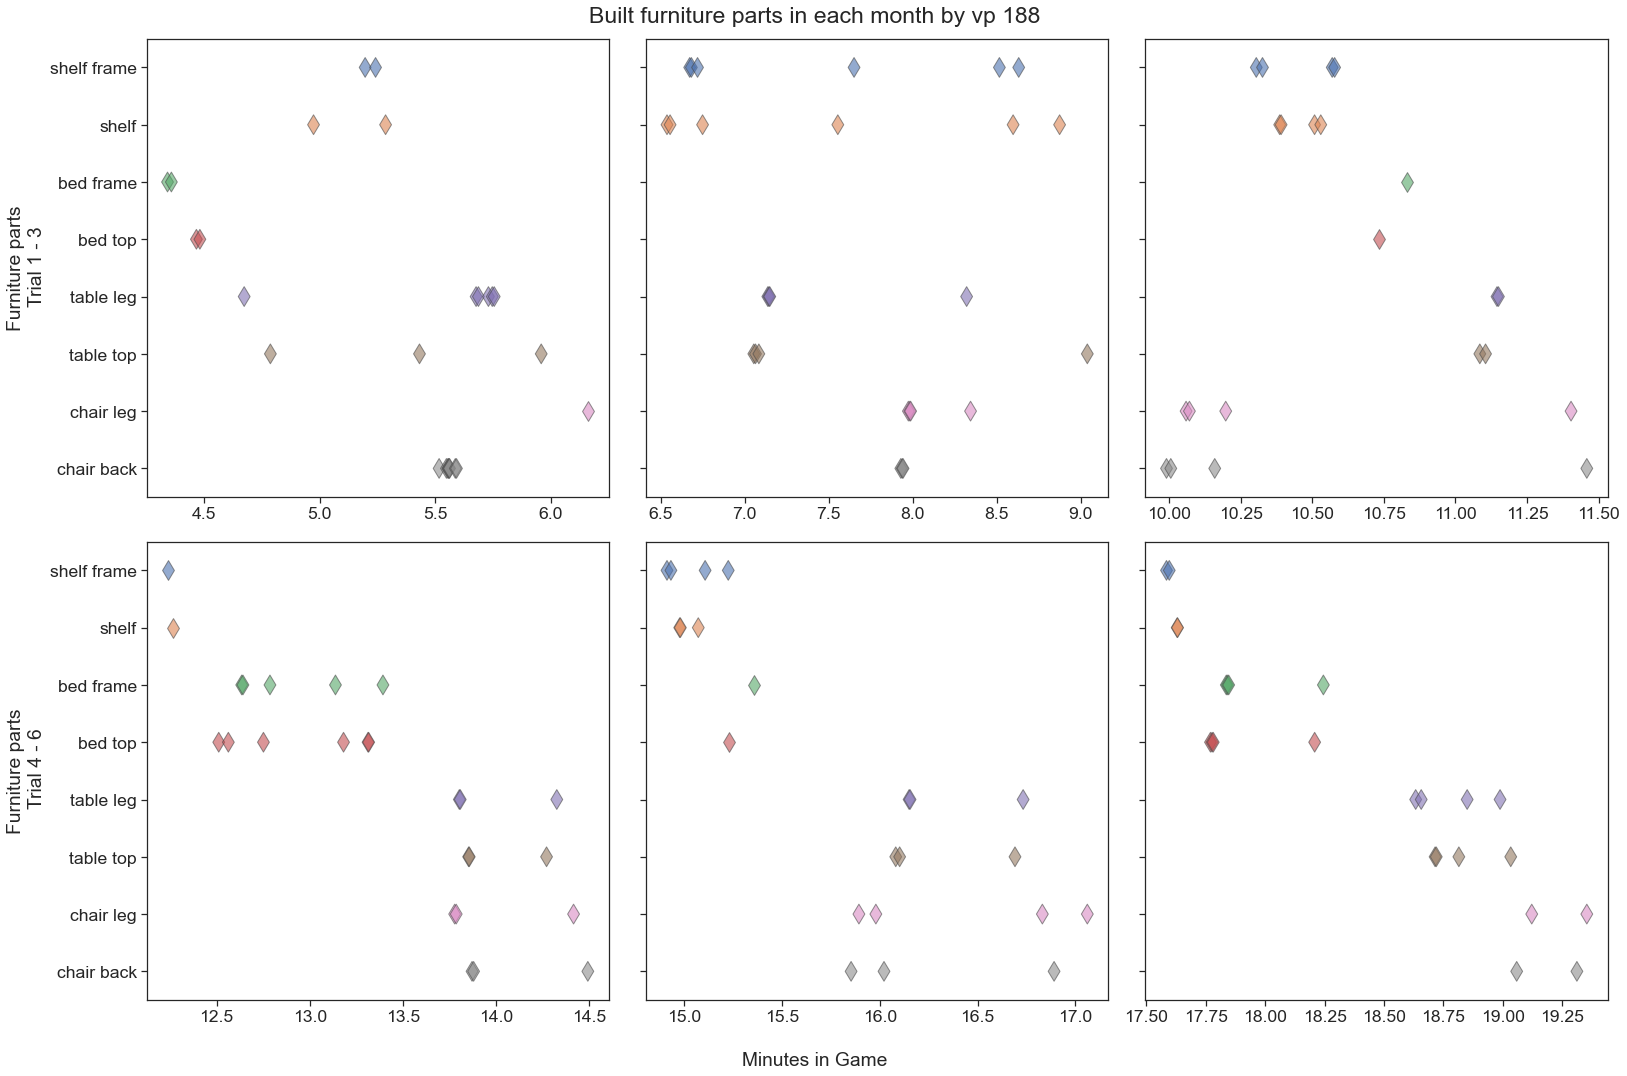 Built furniture parts in each month by vp 188
Furniture parts
Trial 1 - 3
shelf frame
shelf
bed frame
bed top
table leg
table top
chair leg
chair back
4.5 5.0 5.5 6.0
6.5 7.0 7.5 8.0 8.5 9.0
10.00 10.25 10.50 10.75 11.00 11.25 11.50
Furniture parts
Trial 4 - 6
shelf frame
shelf
bed frame
bed top
table leg
table top
chair leg
chair back
12.5 13.0 13.5 14.0 14.5
15.0 15.5 16.0 16.5 17.0
17.50 17.75 18.00 18.25 18.50 18.75 19.00 19.25
Minutes in Game